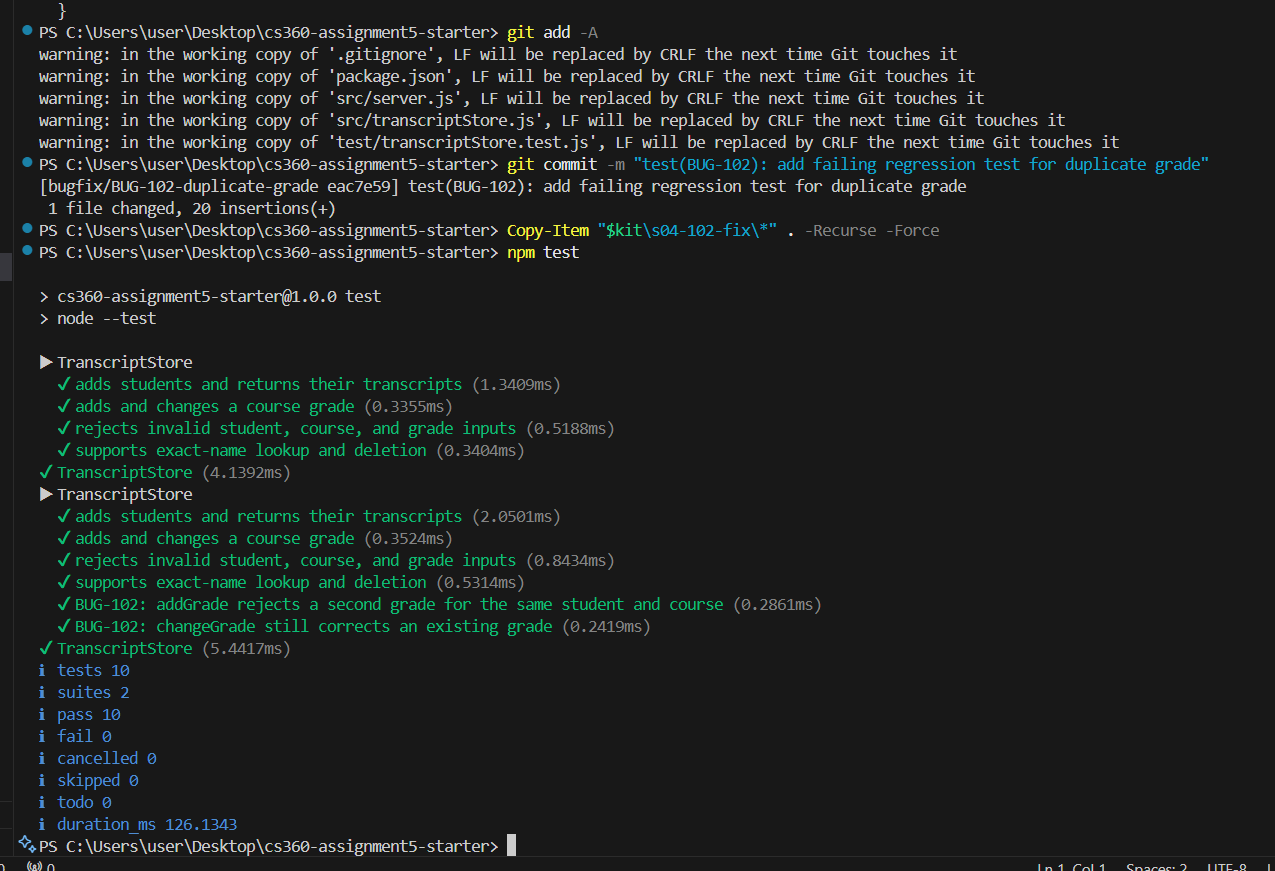 }
PS C:\Users\user\Desktop\cs360-assignment5-starter> git add -A
warning: in the working copy of '.gitignore', LF will be replaced by CRLF the next time Git touches it
warning: in the working copy of 'package.json', LF will be replaced by CRLF the next time Git touches it
warning: in the working copy of 'src/server.js', LF will be replaced by CRLF the next time Git touches it
warning: in the working copy of 'src/transcriptStore.js', LF will be replaced by CRLF the next time Git touches it
warning: in the working copy of 'test/transcriptStore.test.js', LF will be replaced by CRLF the next time Git touches it
PS C:\Users\user\Desktop\cs360-assignment5-starter> git commit -m "test(BUG-102): add failing regression test for duplicate grade"
[bugfix/BUG-102-duplicate-grade eac7e59] test(BUG-102): add failing regression test for duplicate grade
1 file changed, 20 insertions(+)
PS C:\Users\user\Desktop\cs360-assignment5-starter> Copy-Item "$kit\s04-102-fix\*" . -Recurse -Force
PS C:\Users\user\Desktop\cs360-assignment5-starter> npm test
> cs360-assignment5-starter@1.0.0 test
> node --test
▶ TranscriptStore
✓ adds students and returns their transcripts (1.3409ms)
✓ adds and changes a course grade (0.3355ms)
✓ rejects invalid student, course, and grade inputs (0.5188ms)
✓ supports exact-name lookup and deletion (0.3404ms)
✓ TranscriptStore (4.1392ms)
▶ TranscriptStore
✓ adds students and returns their transcripts (2.0501ms)
✓ adds and changes a course grade (0.3524ms)
✓ rejects invalid student, course, and grade inputs (0.8434ms)
✓ supports exact-name lookup and deletion (0.5314ms)
✓ BUG-102: addGrade rejects a second grade for the same student and course (0.2861ms)
✓ BUG-102: changeGrade still corrects an existing grade (0.2419ms)
✓ TranscriptStore (5.4417ms)
ℹ tests 10
ℹ suites 2
ℹ pass 10
ℹ fail 0
ℹ cancelled 0
ℹ skipped 0
ℹ todo 0
ℹ duration_ms 126.1343
PS C:\Users\user\Desktop\cs360-assignment5-starter>
0 Ln 1, Col 1 Spaces: 2 UTF-8